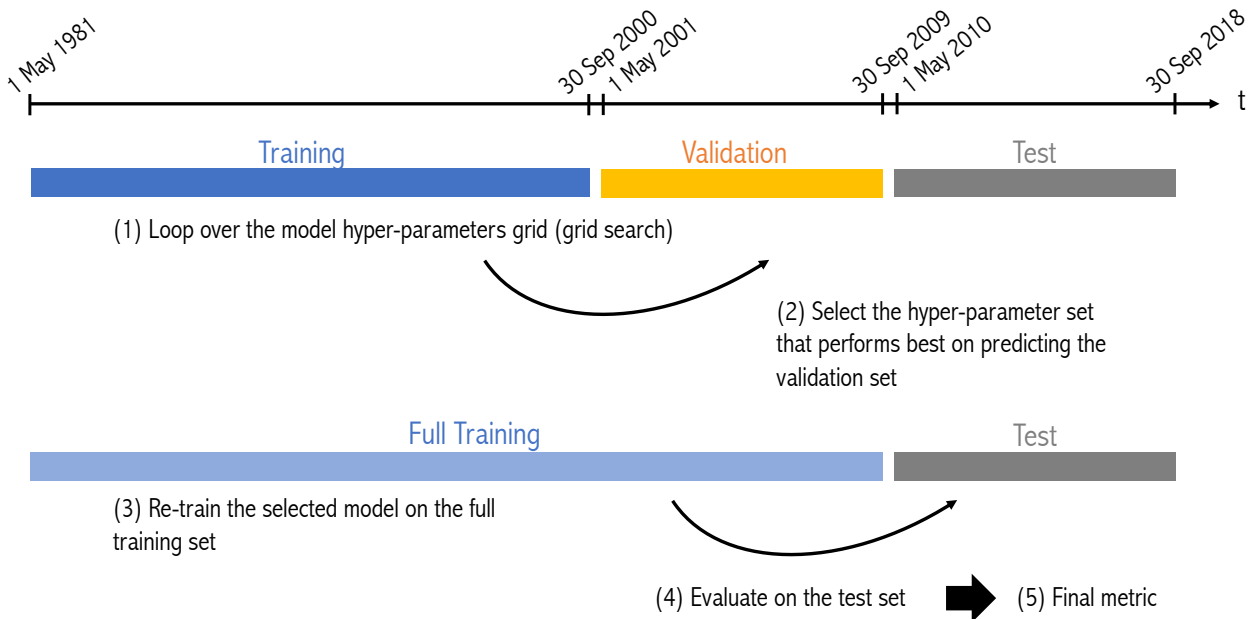 1 May 1981
30 Sep 2000
1 May 2001
30 Sep 2009
1 May 2010
30 Sep 2018
t
Training
Validation
Test
(1) Loop over the model hyper-parameters grid (grid search)
(2) Select the hyper-parameter set
that performs best on predicting the
validation set
Full Training
Test
(3) Re-train the selected model on the full
training set
(4) Evaluate on the test set
(5) Final metric